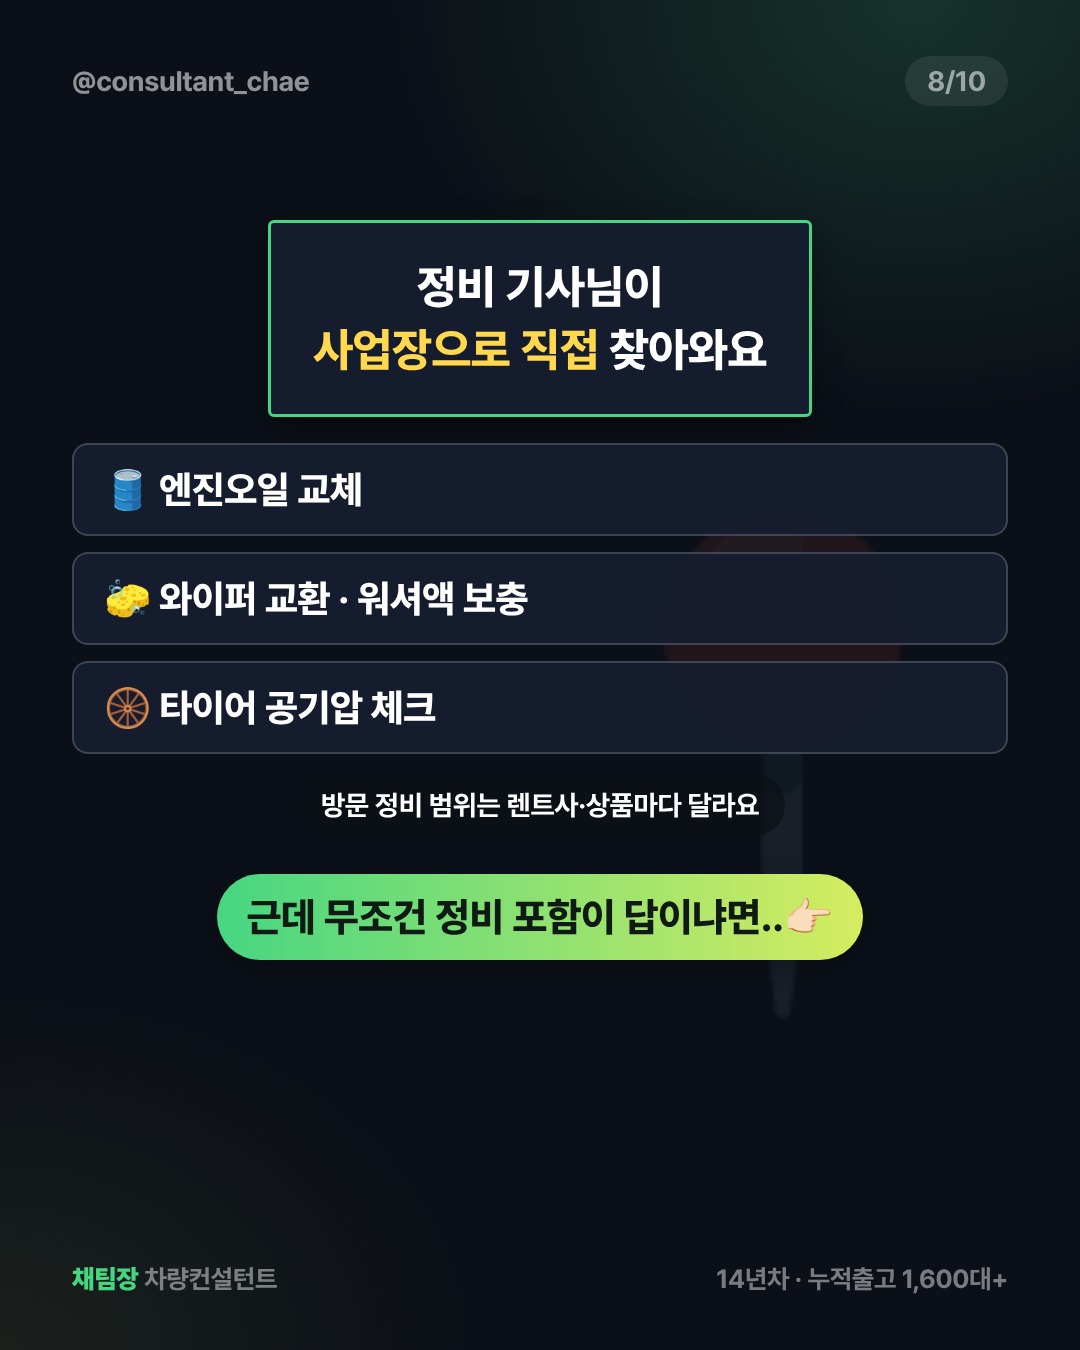 @consultant_chae
8/10
정비 기사님이
사업장으로 직접 찾아와요
엔진오일 교체
와이퍼 교환 · 워셔액 보충
타이어 공기압 체크
방문 정비 범위는 렌트사·상품마다 달라요
근데 무조건 정비 포함이 답이냐면..👉🏻
채팀장 차량컨설턴트
14년차 · 누적출고 1,600대+